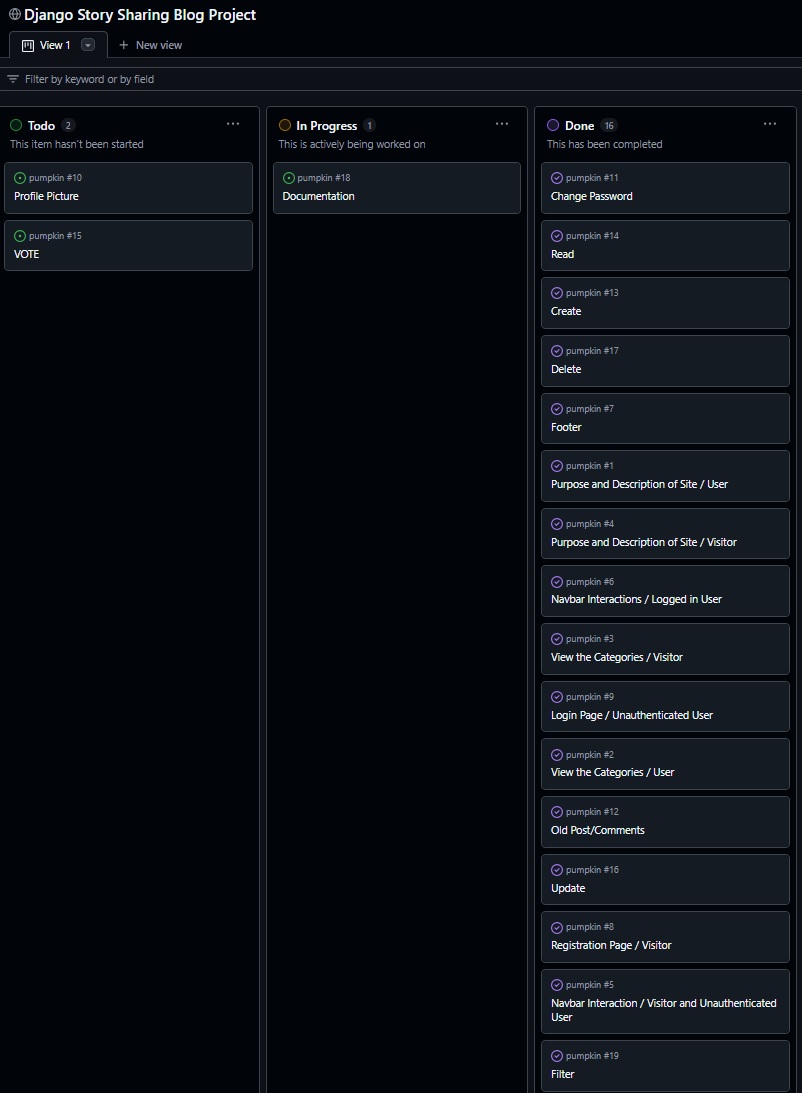 Django Story Sharing Blog Project
View 1
New view
Filter by keyword or by field
Todo 2
This item hasn't been started
pumpkin #10
Profile Picture
pumpkin #15
VOTE
In Progress 1
This is actively being worked on
pumpkin #18
Documentation
Done 16
This has been completed
pumpkin #11
Change Password
pumpkin #14
Read
pumpkin #13
Create
pumpkin #17
Delete
pumpkin #7
Footer
pumpkin #1
Purpose and Description of Site / User
pumpkin #4
Purpose and Description of Site / Visitor
pumpkin #6
Navbar Interactions / Logged in User
pumpkin #3
View the Categories / Visitor
pumpkin #9
Login Page / Unauthenticated User
pumpkin #2
View the Categories / User
pumpkin #12
Old Post/Comments
pumpkin #16
Update
pumpkin #8
Registration Page / Visitor
pumpkin #5
Navbar Interaction / Visitor and Unauthenticated
User
pumpkin #19
Filter